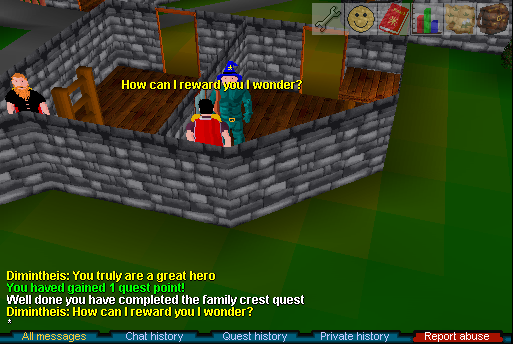 How can I reward you I wonder?
Dimintheis: You truly are a great hero
You haved gained 1 quest point!
Well done you have completed the family crest quest
Dimintheis: How can I reward you I wonder?
*
All messages Chat history Quest history Private history Report abuse